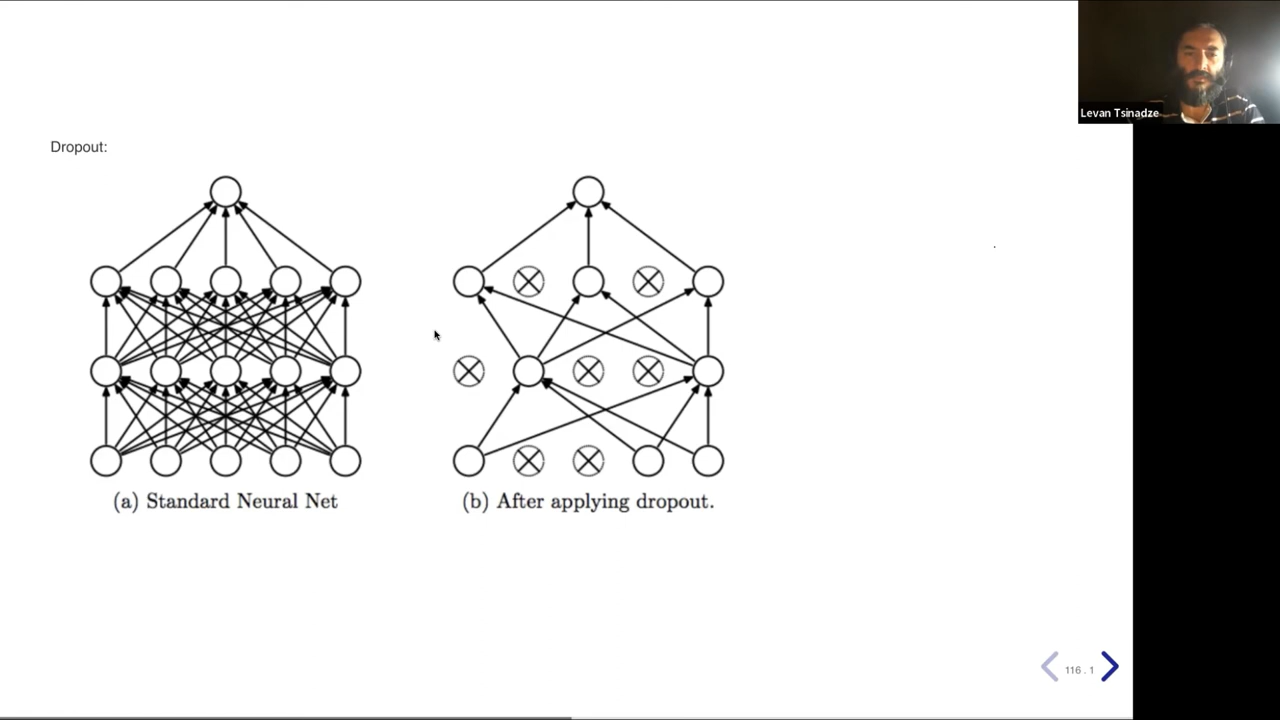 Levan Tsinadze
Dropout:
(a) Standard Neural Net
(b) After applying dropout.
116 . 1